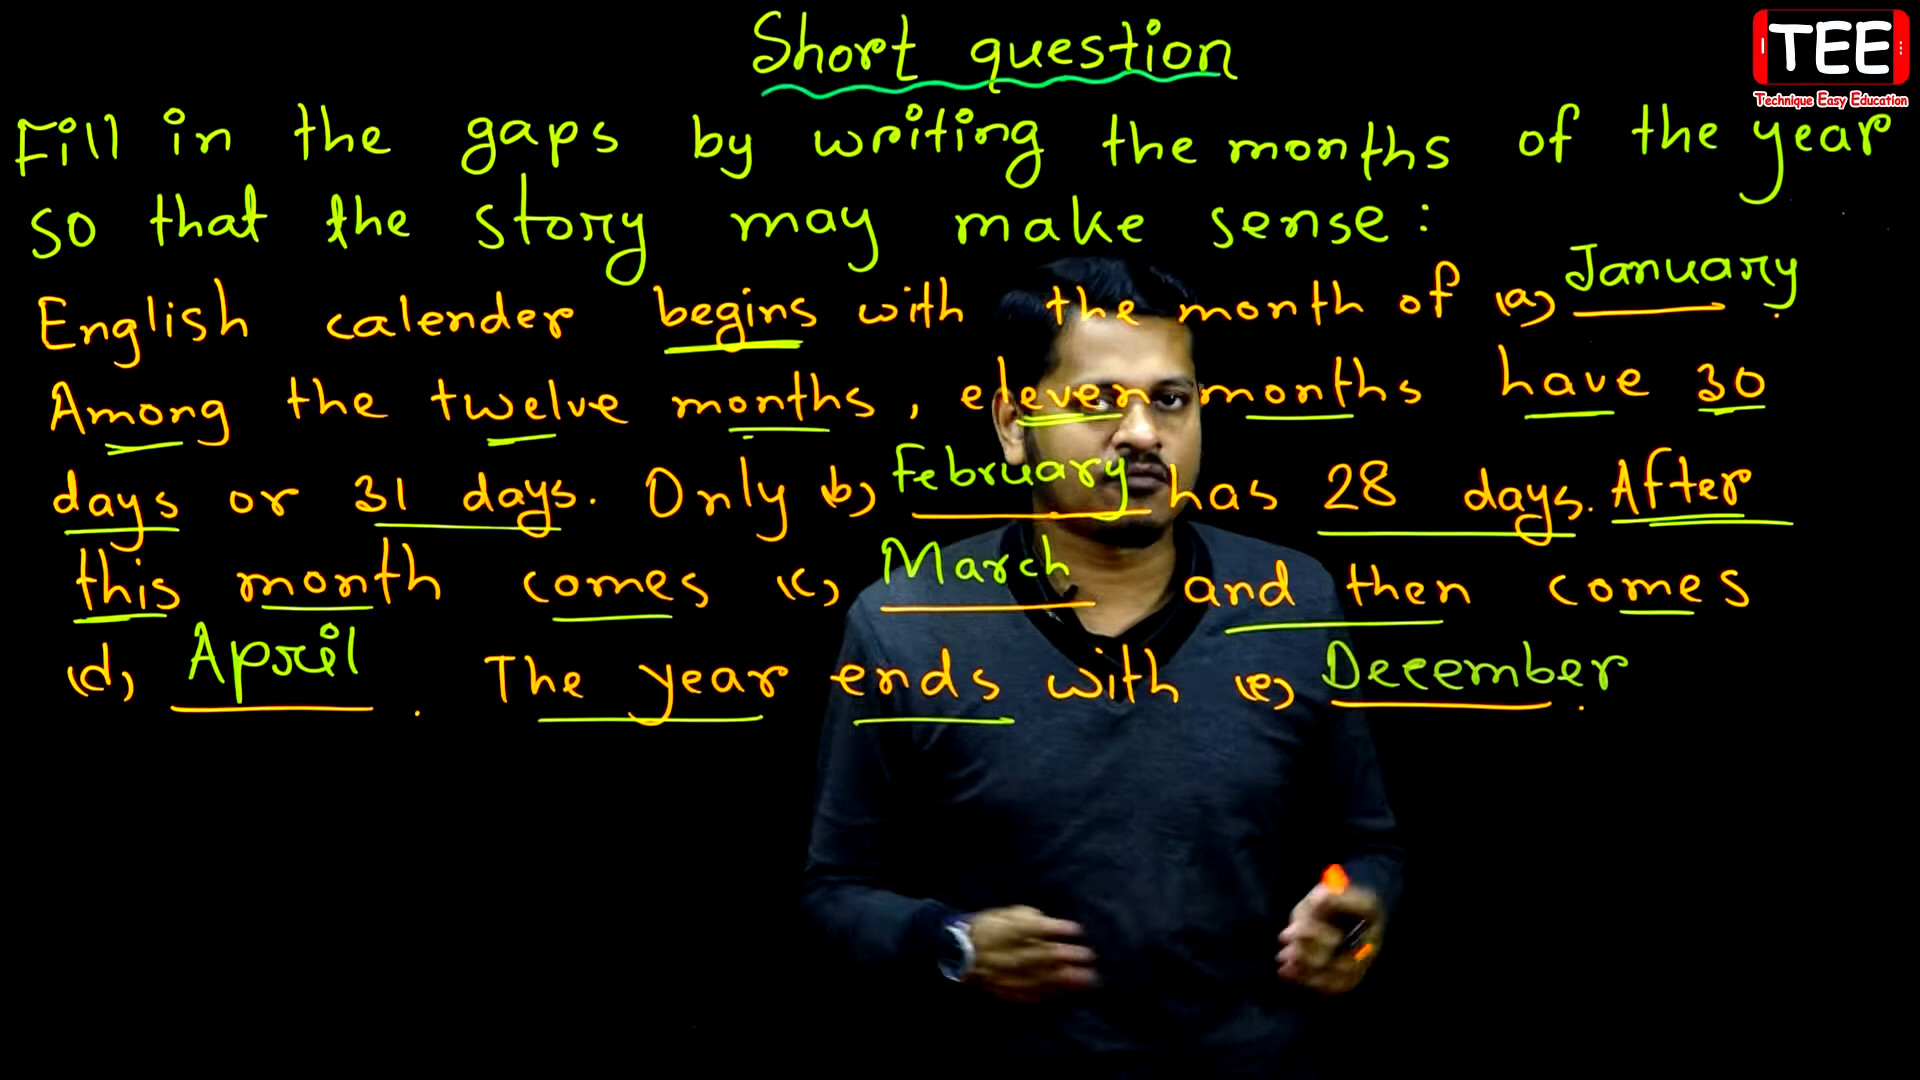 Short question
TEE
Technique Easy Education
Fill in the gaps by writing the months of the year
so that the story may make sense:
English calender begins with the month of (a) January.
Among the twelve months, eleven months have 30
days or 31 days. Only (b) February has 28 days. After
this month comes (c) March and then comes
(d) April. The year ends with (e) December.